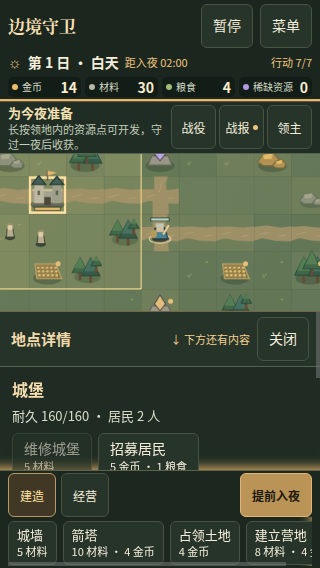 边境守卫
暂停
菜单
第 1 日 · 白天 距入夜 02:00
行动 7/7
金币 14
材料 30
粮食 4
稀缺资源 0
为今夜准备
长按领地内的资源点可开发，守
过一夜后收获。
战役
战报
领主
地点详情
↓ 下方还有内容
关闭
城堡
耐久 160/160 · 居民 2 人
维修城堡
5 材料
招募居民
5 金币 · 1 粮食
建造
经营
提前入夜
城墙
5 材料
箭塔
10 材料 · 4 金币
占领土地
4 金币
建立营地
8 材料 · 4